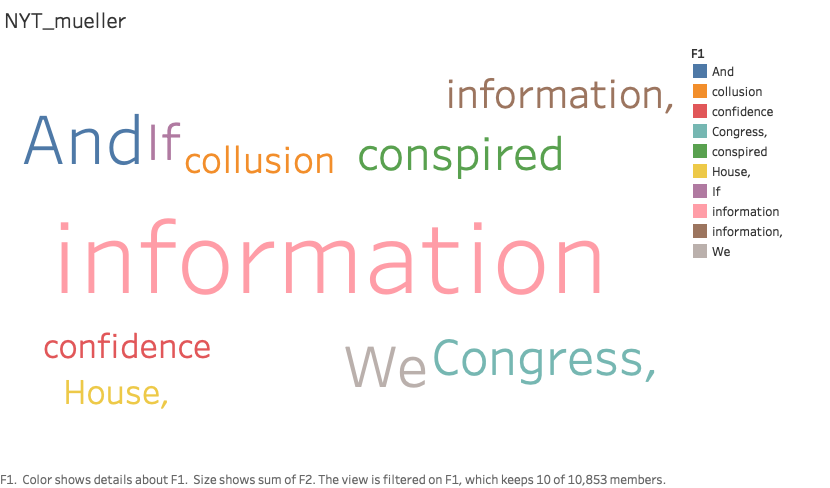 NYT_mueller
information,
And If collusion conspired
information
confidence
We Congress,
House,
F1
And
collusion
confidence
Congress,
conspired
House,
If
information
information,
We
F1.  Color shows details about F1.  Size shows sum of F2. The view is filtered on F1, which keeps 10 of 10,853 members.